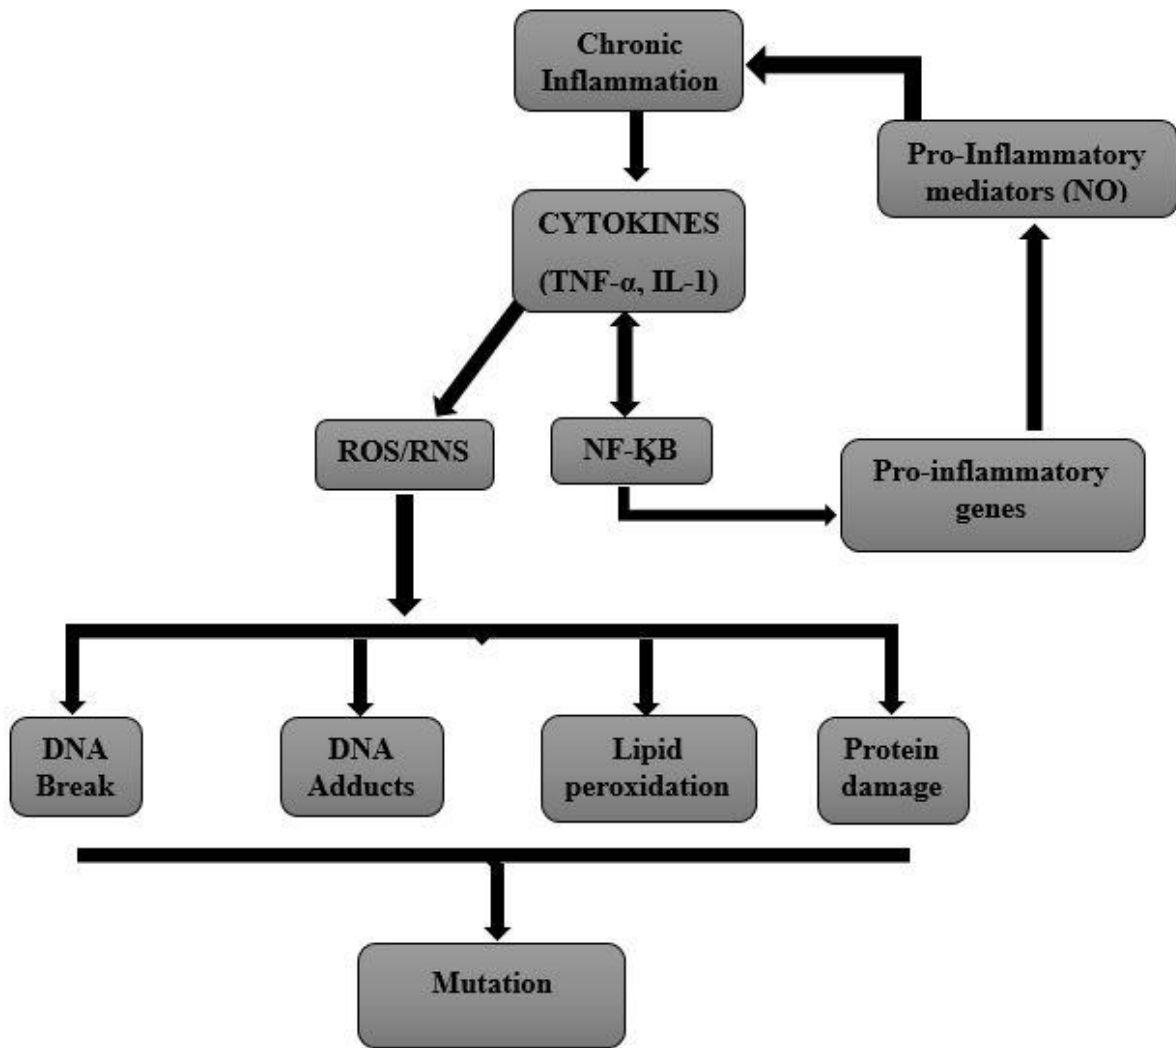 Chronic
Inflammation
Pro-Inflammatory
mediators (NO)
CYTOKINES
(TNF-α, IL-1)
ROS/RNS
NF-ҚB
Pro-inflammatory
genes
DNA
Break
DNA
Adducts
Lipid
peroxidation
Protein
damage
Mutation